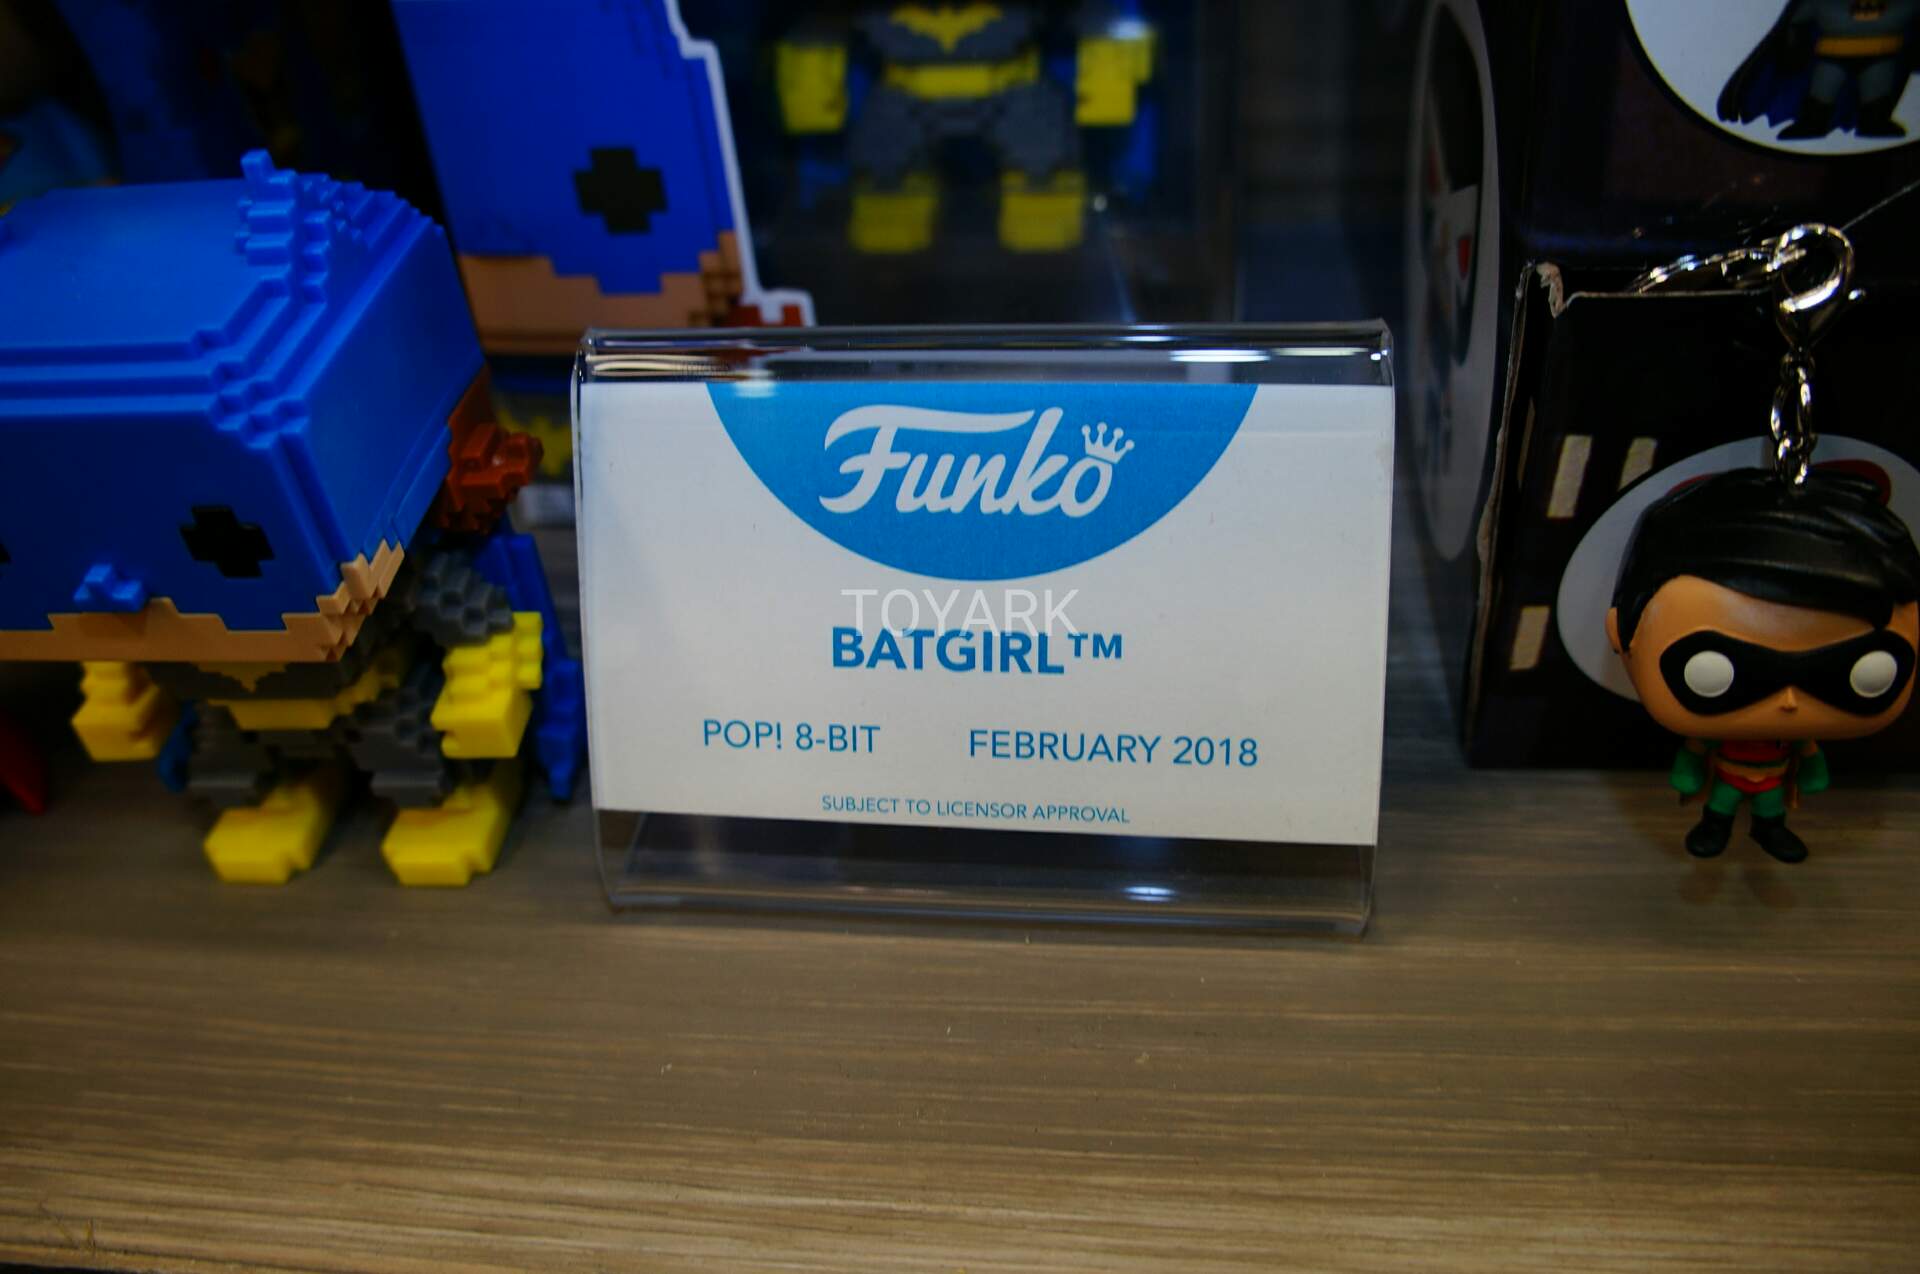 Funko
TOYARK
BATGIRL™
POP! 8-BIT FEBRUARY 2018
SUBJECT TO LICENSOR APPROVAL